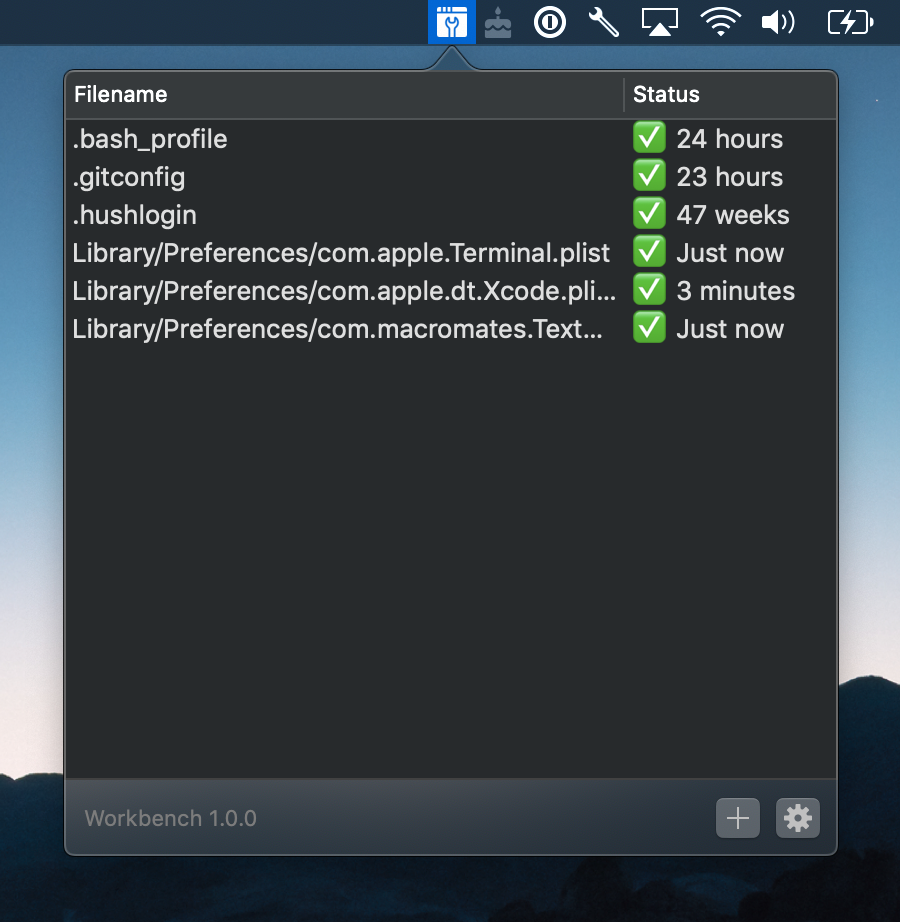 Filename Status
.bash_profile ✅ 24 hours
.gitconfig ✅ 23 hours
.hushlogin ✅ 47 weeks
Library/Preferences/com.apple.Terminal.plist ✅ Just now
Library/Preferences/com.apple.dt.Xcode.pli... ✅ 3 minutes
Library/Preferences/com.macromates.Text... ✅ Just now
Workbench 1.0.0